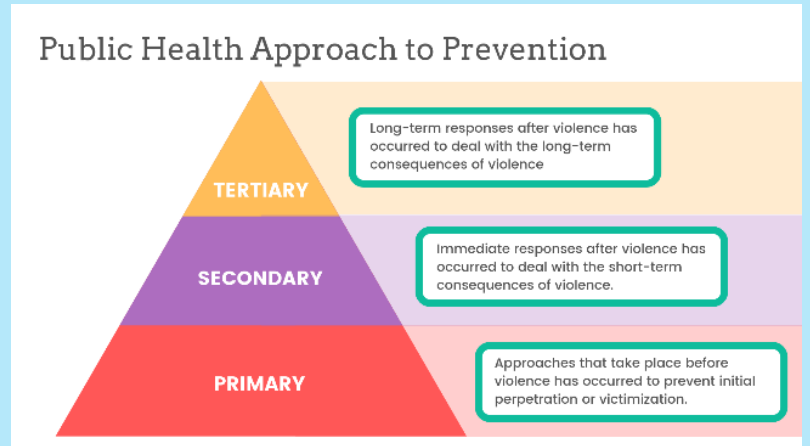 Public Health Approach to Prevention
Long-term responses after violence has
occurred to deal with the long-term
consequences of violence
TERTIARY
Immediate responses after violence has
occurred to deal with the short-term
consequences of violence.
SECONDARY
Approaches that take place before
violence has occurred to prevent initial
perpetration or victimization.
PRIMARY